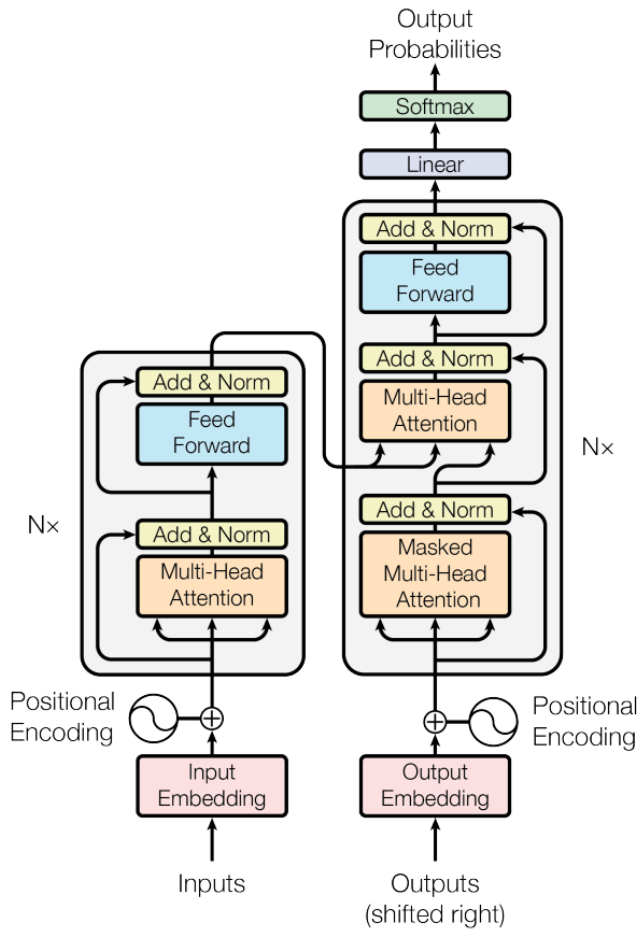 Output
Probabilities
Softmax
Linear
Add & Norm
Feed
Forward
Add & Norm
Multi-Head
Attention
Add & Norm
Masked
Multi-Head
Attention
Nx
Add & Norm
Feed
Forward
Add & Norm
Multi-Head
Attention
Nx
Positional
Encoding
Positional
Encoding
Input
Embedding
Output
Embedding
Inputs
Outputs
(shifted right)